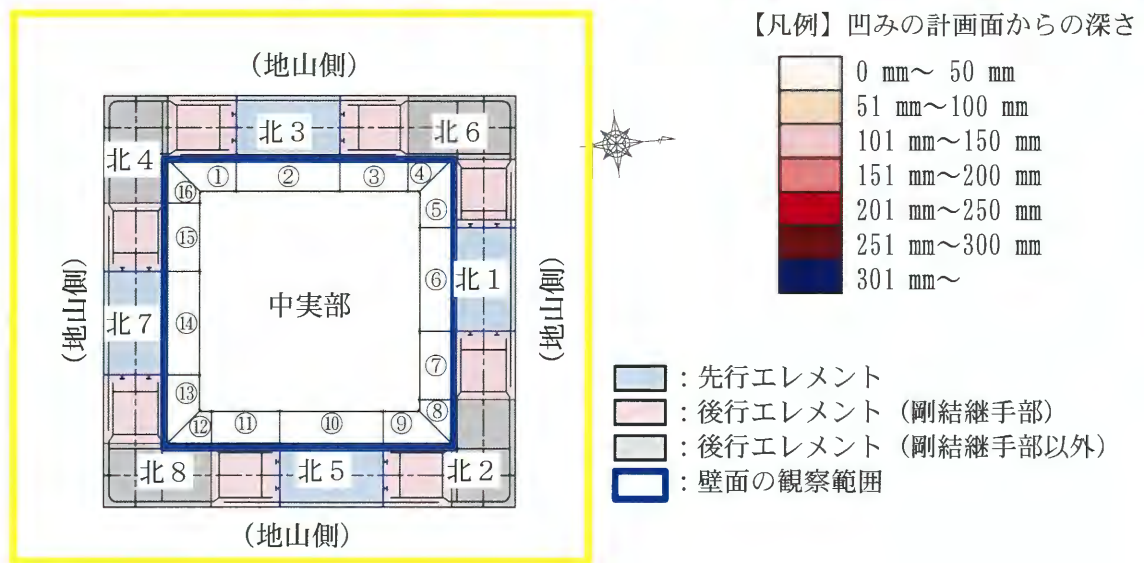 (地山側)
北4
北3
北6
① ② ③ ④
⑯
⑤
⑮
⑥
北1
(地山側)
中実部
(地山側)
北7
⑭
⑦
⑬
⑧
⑫ ⑪ ⑩ ⑨
北8
北5
北2
(地山側)
【凡例】凹みの計画面からの深さ
0 mm～ 50 mm
51 mm～100 mm
101 mm～150 mm
151 mm～200 mm
201 mm～250 mm
251 mm～300 mm
301 mm～
：先行エレメント
：後行エレメント（剛結継手部）
：後行エレメント（剛結継手部以外）
：壁面の観察範囲